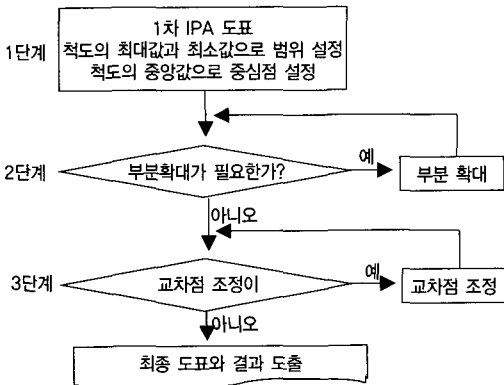 1단계
1차 IPA 도표
척도의 최대값과 최소값으로 범위 설정
척도의 중앙값으로 중심점 설정
2단계
부분확대가 필요한가?
예
부분 확대
아니오
3단계
교차점 조정이
예
교차점 조정
아니오
최종 도표와 결과 도출